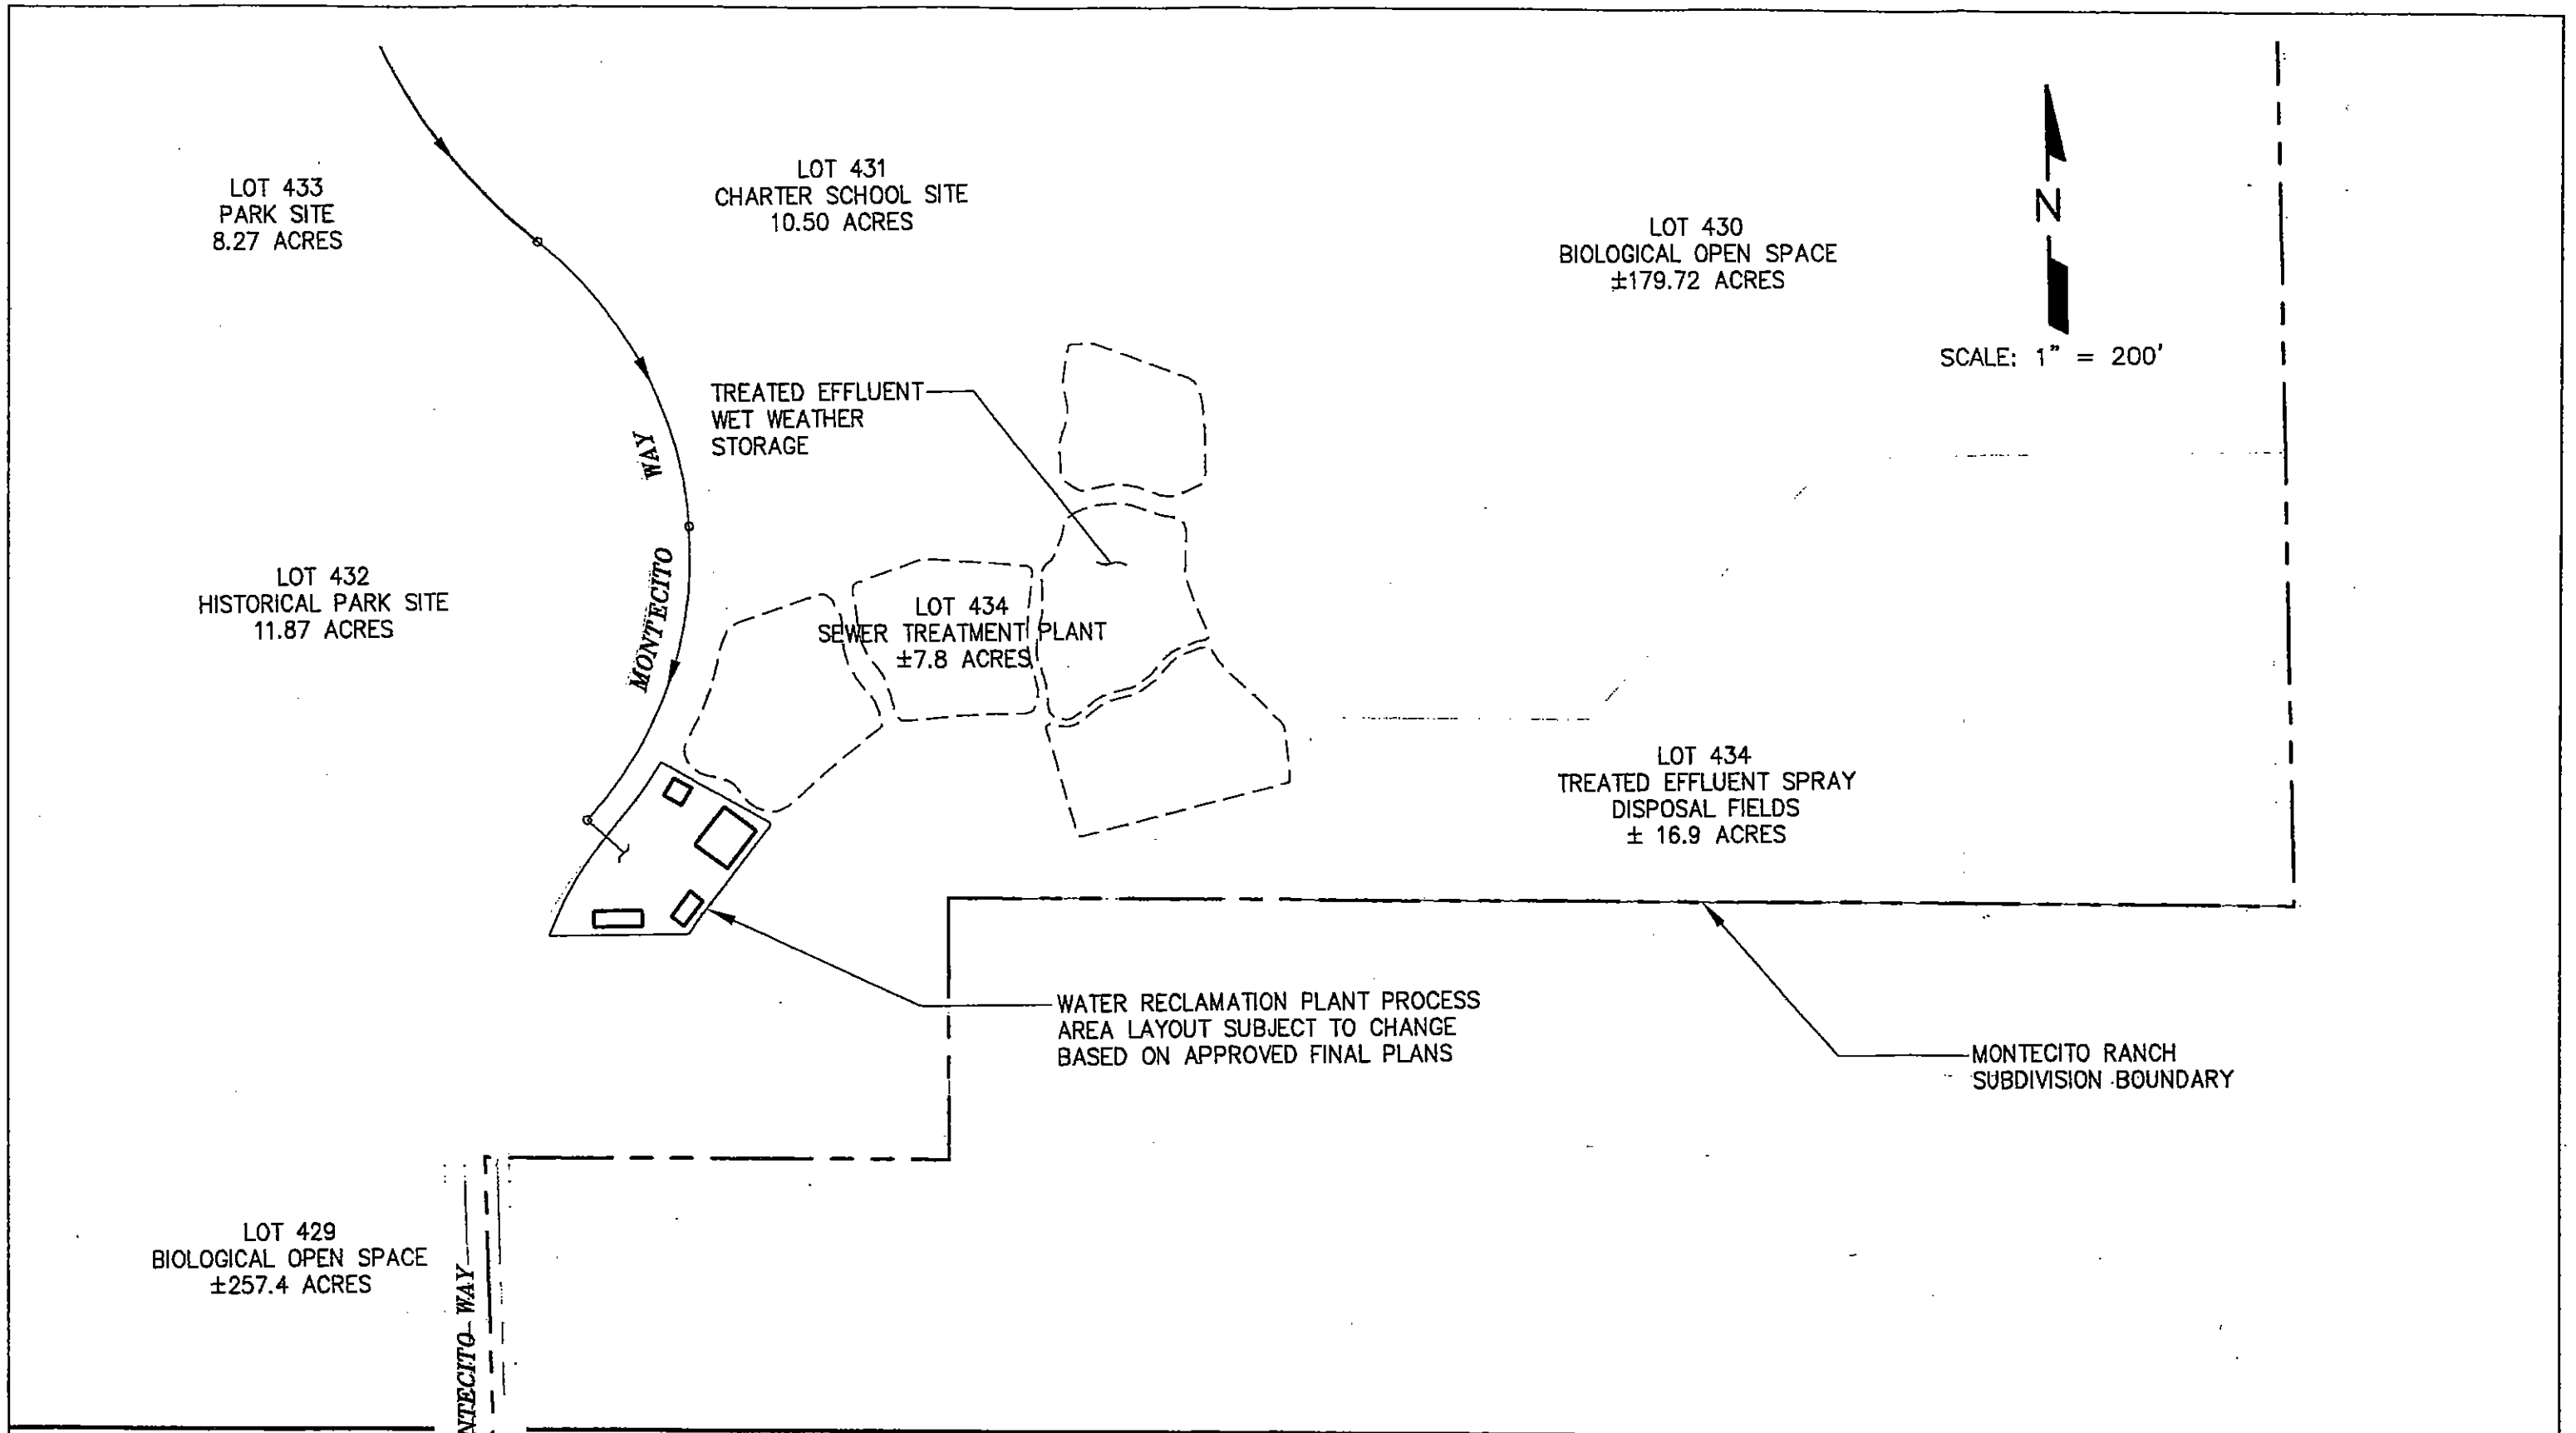 LOT 433
PARK SITE
8.27 ACRES
LOT 431
CHARTER SCHOOL SITE
10.50 ACRES
LOT 430
BIOLOGICAL OPEN SPACE
±179.72 ACRES
N
SCALE: 1" = 200'
TREATED EFFLUENT
WET WEATHER
STORAGE
MONTECITO WAY
LOT 432
HISTORICAL PARK SITE
11.87 ACRES
LOT 434
SEWER TREATMENT PLANT
±7.8 ACRES
LOT 434
TREATED EFFLUENT SPRAY
DISPOSAL FIELDS
± 16.9 ACRES
WATER RECLAMATION PLANT PROCESS
AREA LAYOUT SUBJECT TO CHANGE
BASED ON APPROVED FINAL PLANS
MONTECITO RANCH
SUBDIVISION BOUNDARY
LOT 429
BIOLOGICAL OPEN SPACE
±257.4 ACRES
NTECITO WAY